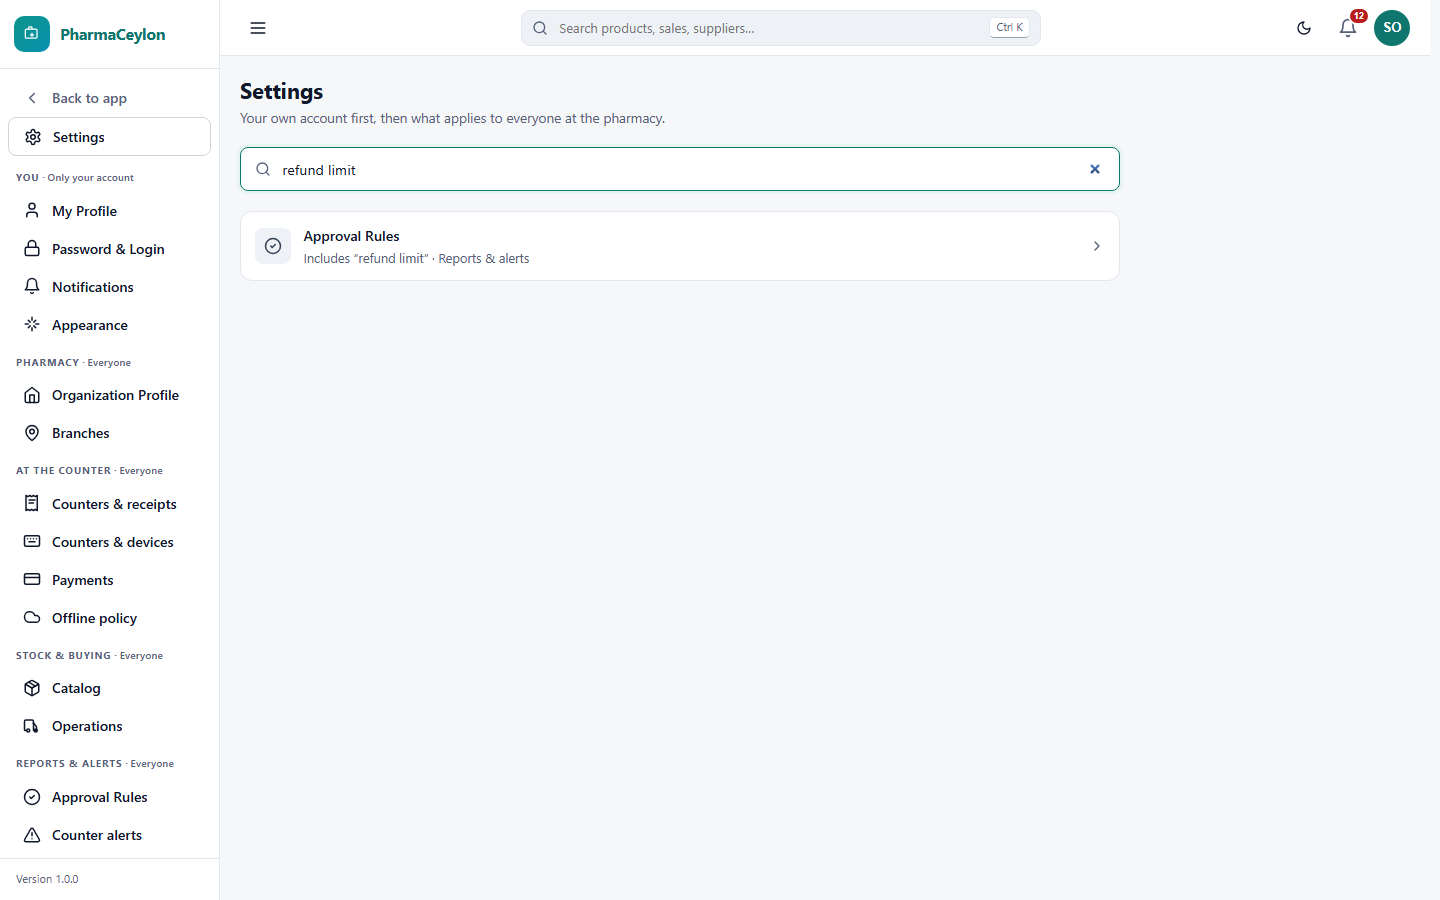 PharmaCeylon
Search products, sales, suppliers...
Ctrl K
12
SO
Back to app
Settings
YOU · Only your account
My Profile
Password & Login
Notifications
Appearance
PHARMACY · Everyone
Organization Profile
Branches
AT THE COUNTER · Everyone
Counters & receipts
Counters & devices
Payments
Offline policy
STOCK & BUYING · Everyone
Catalog
Operations
REPORTS & ALERTS · Everyone
Approval Rules
Counter alerts
Version 1.0.0
Settings
Your own account first, then what applies to everyone at the pharmacy.
refund limit
Approval Rules
Includes “refund limit” · Reports & alerts